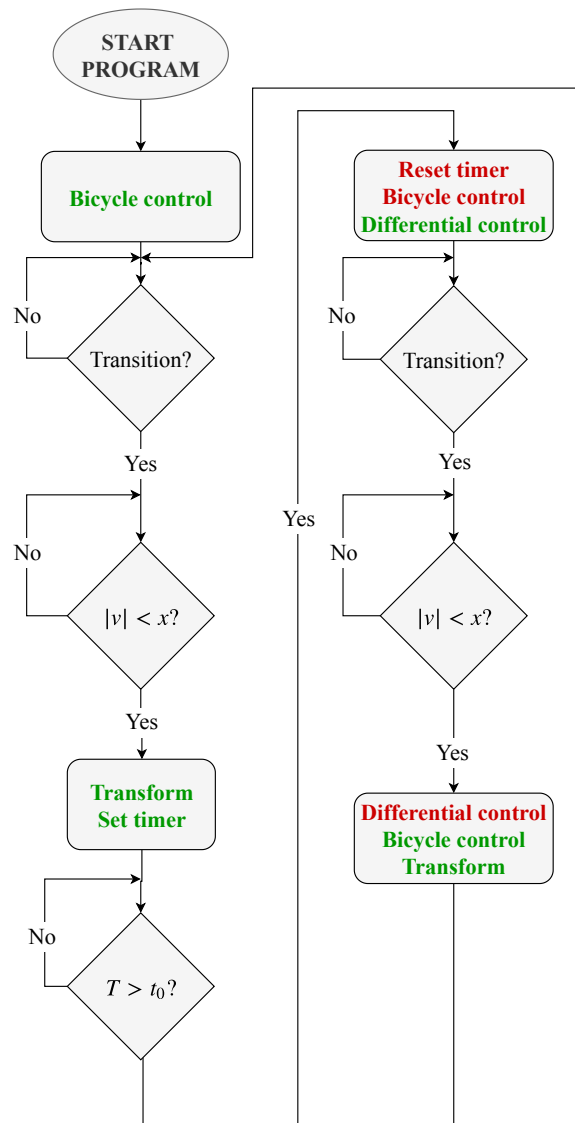 START
PROGRAM
Bicycle control
No
Transition?
Yes
No
|v| < x?
Yes
Transform
Set timer
No
T > t₀?
Yes
Reset timer
Bicycle control
Differential control
No
Transition?
Yes
No
|v| < x?
Yes
Differential control
Bicycle control
Transform